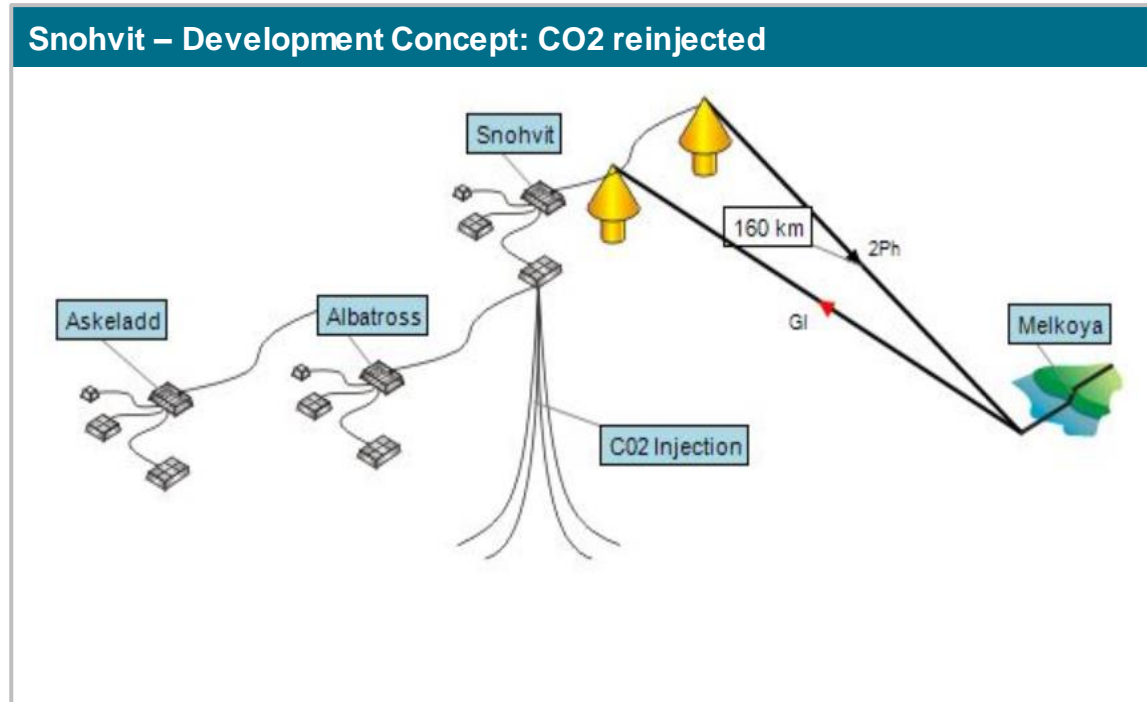 Snohvit – Development Concept: CO2 reinjected
Snohvit
160 km
2Ph
GI
Melkoya
Askeladd
Albatross
C02 Injection